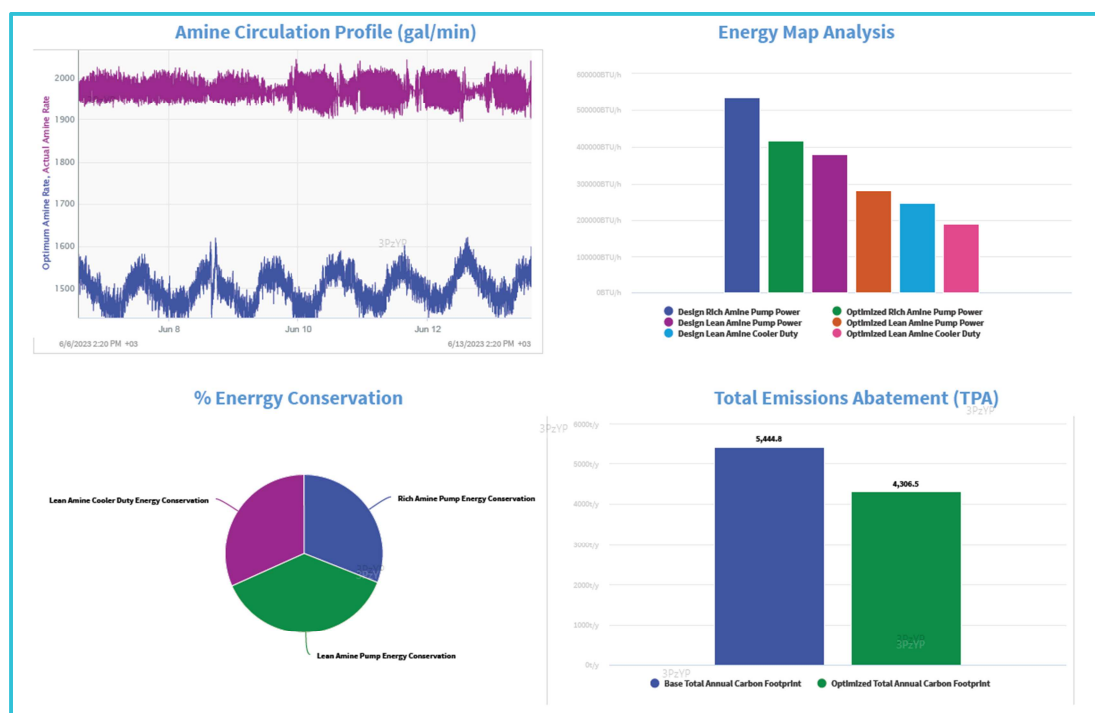 Amine Circulation Profile (gal/min)
Optimum Amine Rate, Actual Amine Rate
2000
1900
1800
1700
1600
1500
3PzYP
Jun 8
Jun 10
Jun 12
6/6/2023 2:20 PM +03
6/13/2023 2:20 PM +03
Energy Map Analysis
600000BTU/h
500000BTU/h
400000BTU/h
300000BTU/h
200000BTU/h
100000BTU/h
0BTU/h
Design Rich Amine Pump Power
Optimized Rich Amine Pump Power
Design Lean Amine Pump Power
Optimized Lean Amine Pump Power
Design Lean Amine Cooler Duty
Optimized Lean Amine Cooler Duty
% Enerrgy Conservation
Lean Amine Cooler Duty Energy Conservation
Rich Amine Pump Energy Conservation
3PzYP
Lean Amine Pump Energy Conservation
Total Emissions Abatement (TPA)
3PzYP
3PzYP
6000t/y
5000t/y
4000t/y
3000t/y
2000t/y
1000t/y
0t/y
5,444.8
4,306.5
3PzYP
3PzYP
3PzYP
Base Total Annual Carbon Footprint
Optimized Total Annual Carbon Footprint